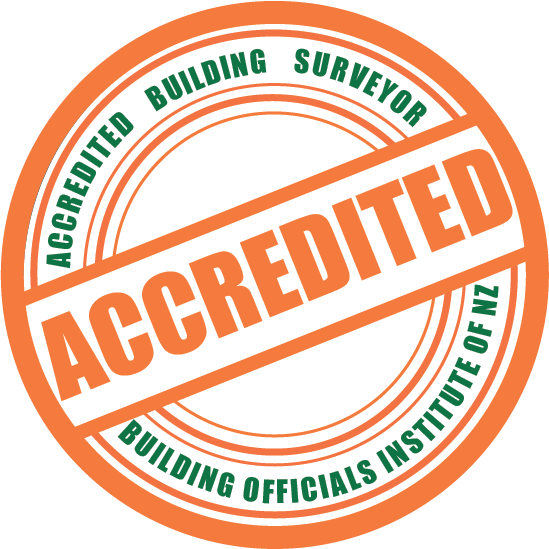 ACCREDITED BUILDING SURVEYOR
ACCREDITED
BUILDING OFFICIALS INSTITUTE OF NZ